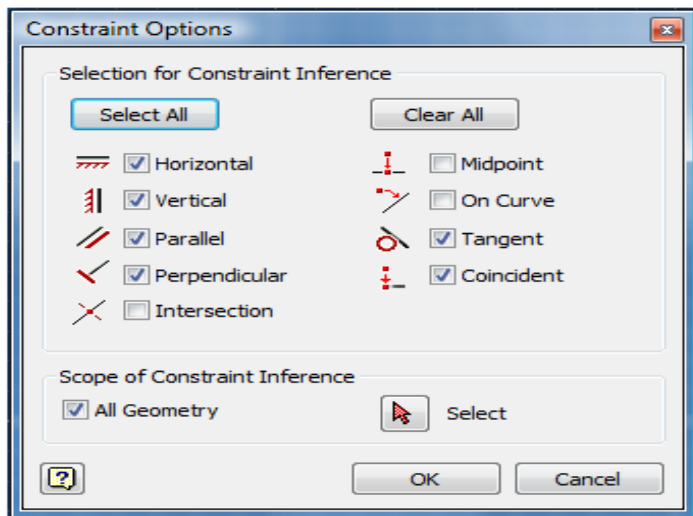 Constraint Options
Selection for Constraint Inference
Select All Clear All
Horizontal Midpoint
Vertical On Curve
Parallel Tangent
Perpendicular Coincident
Intersection
Scope of Constraint Inference
All Geometry Select
? OK Cancel